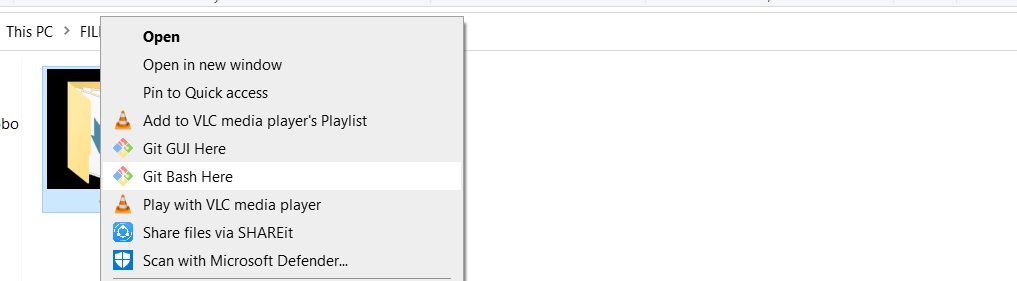 This PC > FIL
Open
Open in new window
Pin to Quick access
bo
Add to VLC media player's Playlist
Git GUI Here
Git Bash Here
Play with VLC media player
Share files via SHAREit
Scan with Microsoft Defender...